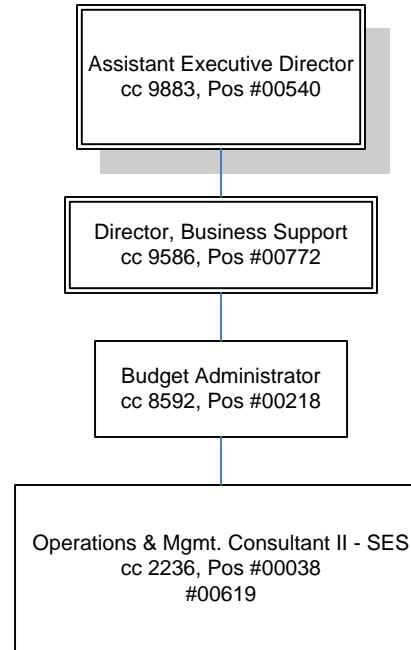 Assistant Executive Director
cc 9883, Pos #00540
Director, Business Support
cc 9586, Pos #00772
Budget Administrator
cc 8592, Pos #00218
Operations & Mgmt. Consultant II - SES
cc 2236, Pos #00038
#00619